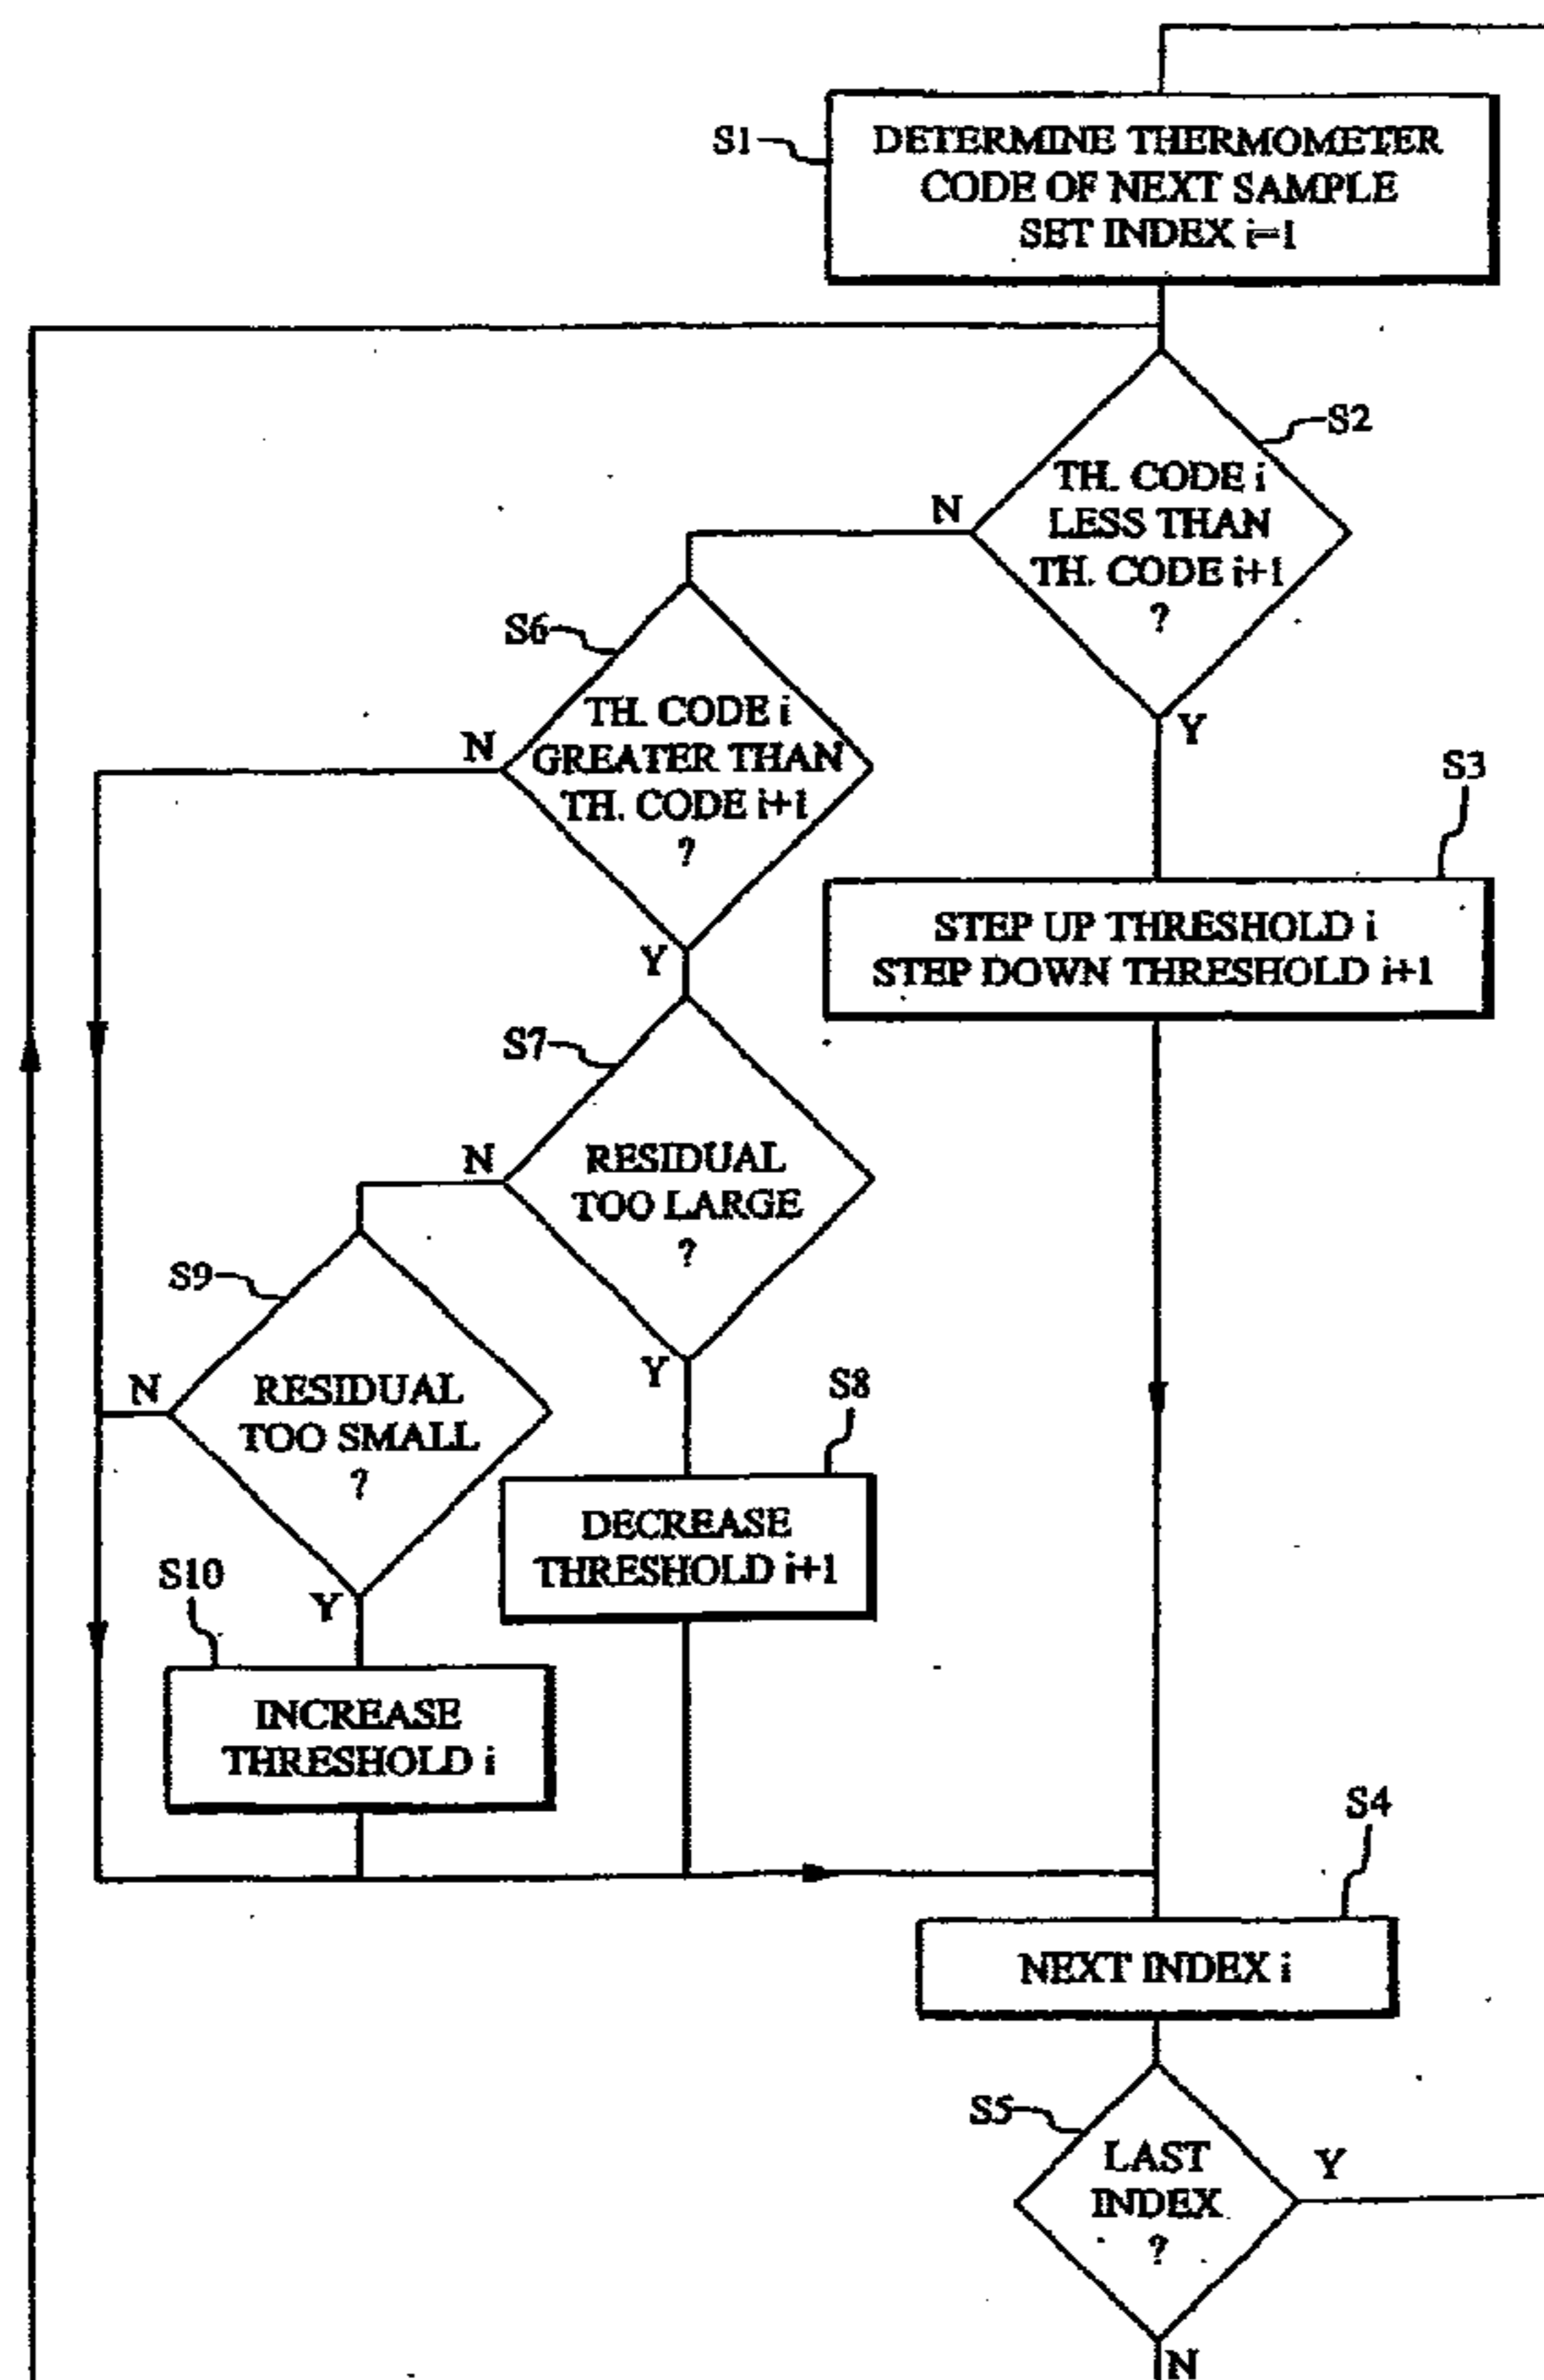 S1
DETERMINE THERMOMETER
CODE OF NEXT SAMPLE
SET INDEX i=1
S2
TH. CODE i
LESS THAN
TH. CODE i+1
?
N
Y
S6
TH. CODE i
GREATER THAN
TH. CODE i+1
?
N
Y
S3
STEP UP THRESHOLD i
STEP DOWN THRESHOLD i+1
S7
RESIDUAL
TOO LARGE
?
N
Y
S9
RESIDUAL
TOO SMALL
?
N
Y
S8
DECREASE
THRESHOLD i+1
S10
INCREASE
THRESHOLD i
S4
NEXT INDEX i
S5
LAST
INDEX
?
Y
N